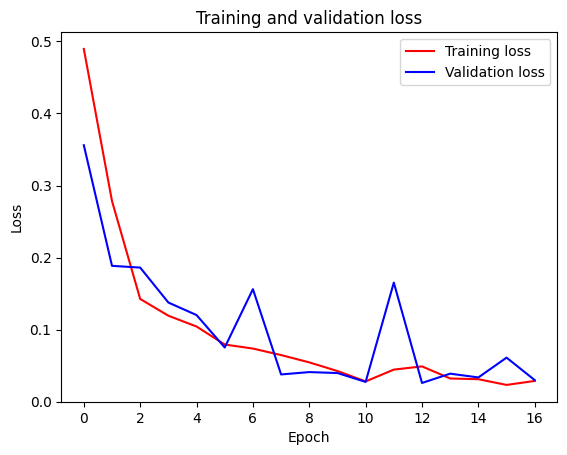 Training and validation loss
Training loss
Validation loss
Loss
0.5
0.4
0.3
0.2
0.1
0.0
0 2 4 6 8 10 12 14 16
Epoch